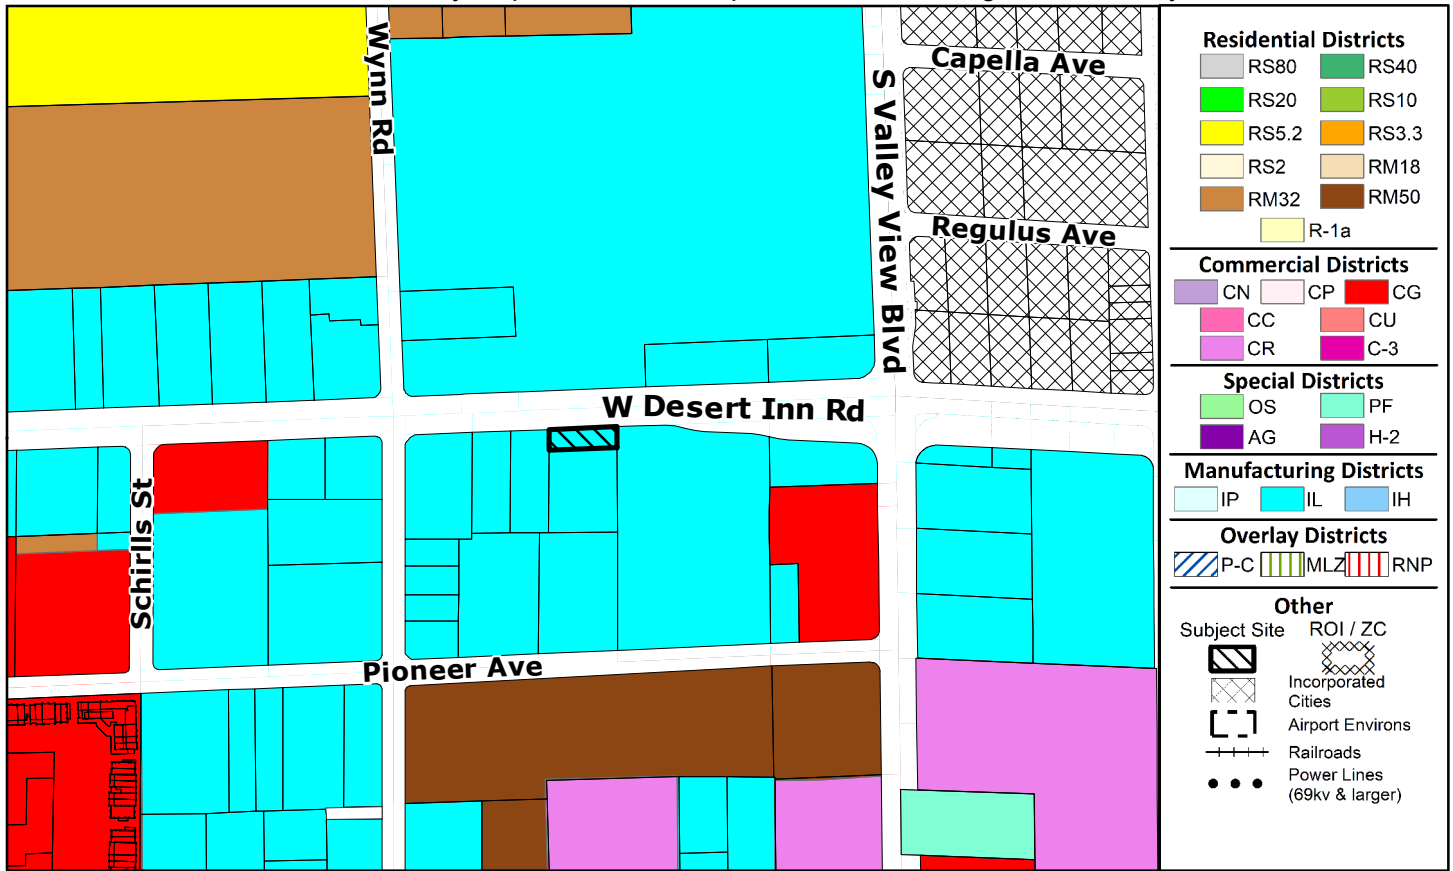 Wynn Rd
S Valley View Blvd
Capella Ave
Regulus Ave
W Desert Inn Rd
Schirlls St
Pioneer Ave
Residential Districts
RS80
RS40
RS20
RS10
RS5.2
RS3.3
RS2
RM18
RM32
RM50
R-1a
Commercial Districts
CN
CP
CG
CC
CU
CR
C-3
Special Districts
OS
PF
AG
H-2
Manufacturing Districts
IP
IL
IH
Overlay Districts
P-C
MLZ
RNP
Other
Subject Site
ROI / ZC
Incorporated
Cities
Airport Environs
Railroads
Power Lines
(69kv & larger)